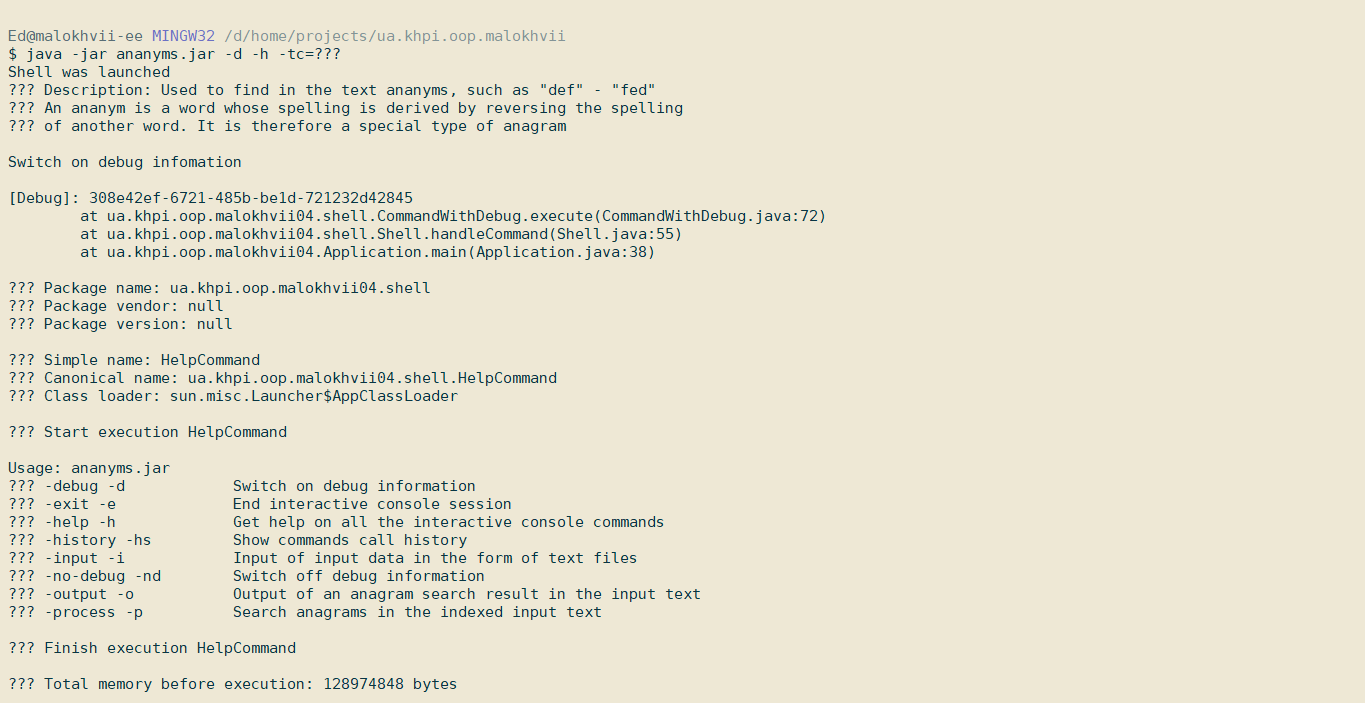 Ed@malokhvii-ee MINGW32 /d/home/projects/ua.khpi.oop.malokhvii
$ java -jar ananyms.jar -d -h -tc=???
Shell was launched
??? Description: Used to find in the text ananyms, such as "def" - "fed"
??? An ananym is a word whose spelling is derived by reversing the spelling
??? of another word. It is therefore a special type of anagram
Switch on debug infomation
[Debug]: 308e42ef-6721-485b-be1d-721232d42845
at ua.khpi.oop.malokhvii04.shell.CommandWithDebug.execute(CommandWithDebug.java:72)
at ua.khpi.oop.malokhvii04.shell.Shell.handleCommand(Shell.java:55)
at ua.khpi.oop.malokhvii04.Application.main(Application.java:38)
??? Package name: ua.khpi.oop.malokhvii04.shell
??? Package vendor: null
??? Package version: null
??? Simple name: HelpCommand
??? Canonical name: ua.khpi.oop.malokhvii04.shell.HelpCommand
??? Class loader: sun.misc.Launcher$AppClassLoader
??? Start execution HelpCommand
Usage: ananyms.jar
??? -debug -d Switch on debug information
??? -exit -e End interactive console session
??? -help -h Get help on all the interactive console commands
??? -history -hs Show commands call history
??? -input -i Input of input data in the form of text files
??? -no-debug -nd Switch off debug information
??? -output -o Output of an anagram search result in the input text
??? -process -p Search anagrams in the indexed input text
??? Finish execution HelpCommand
??? Total memory before execution: 128974848 bytes